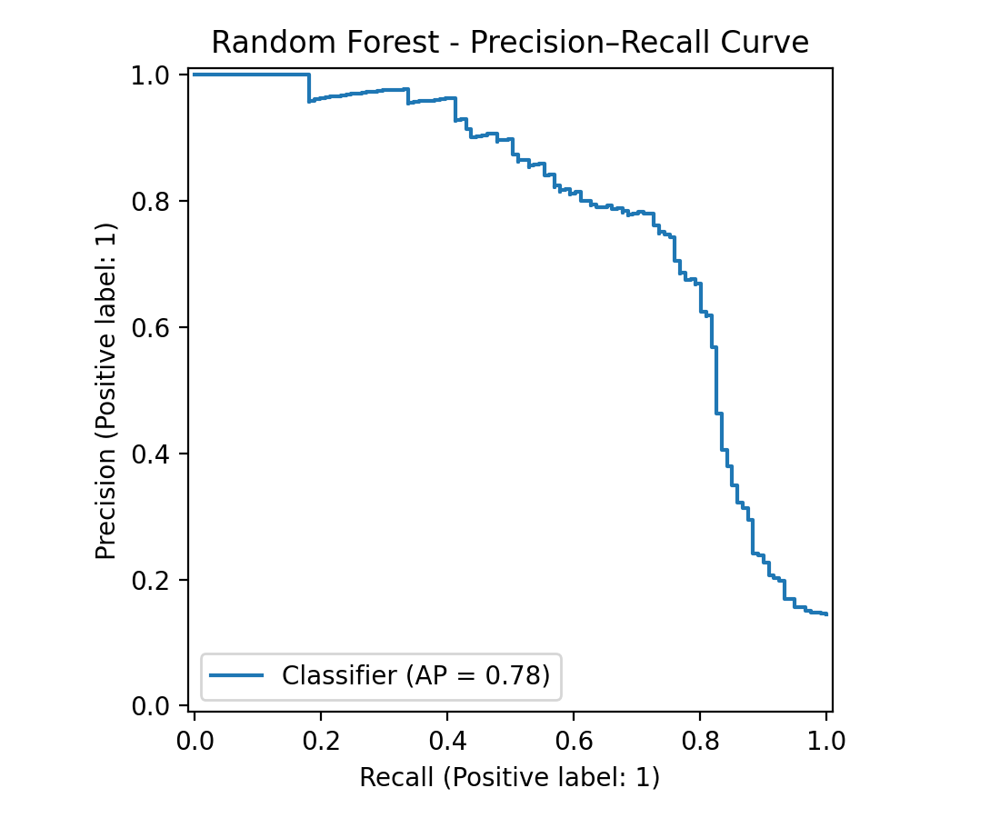 Random Forest - Precision–Recall Curve
1.0
0.8
0.6
0.4
0.2
0.0
Precision (Positive label: 1)
Classifier (AP = 0.78)
0.0 0.2 0.4 0.6 0.8 1.0
Recall (Positive label: 1)